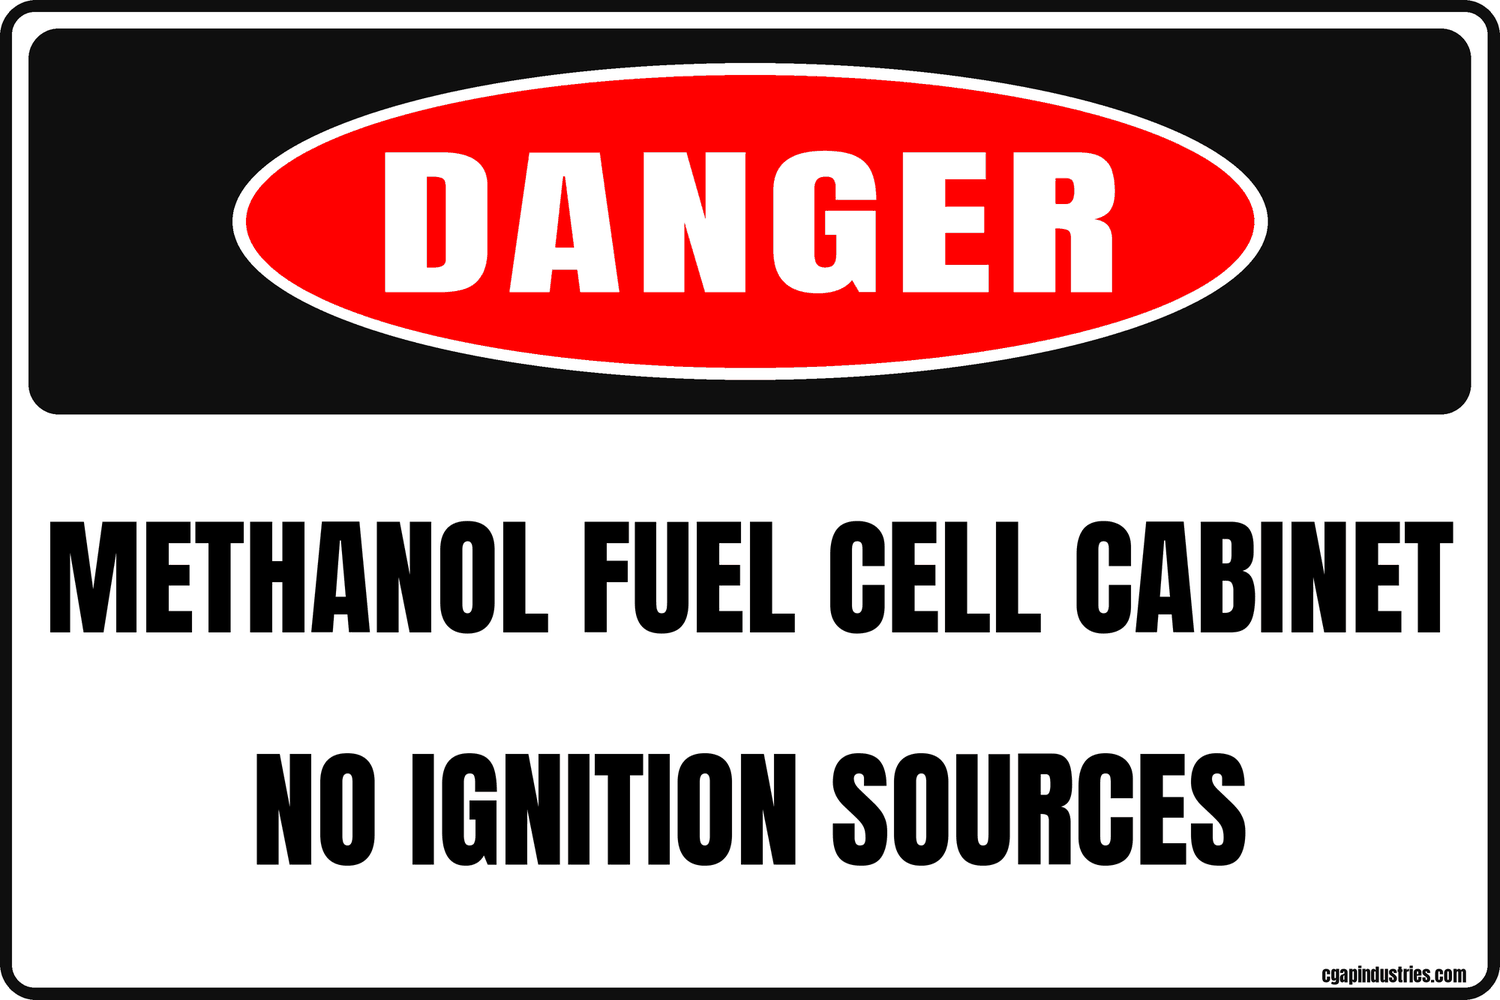 DANGER
METHANOL FUEL CELL CABINET
NO IGNITION SOURCES
cgapindustries.com